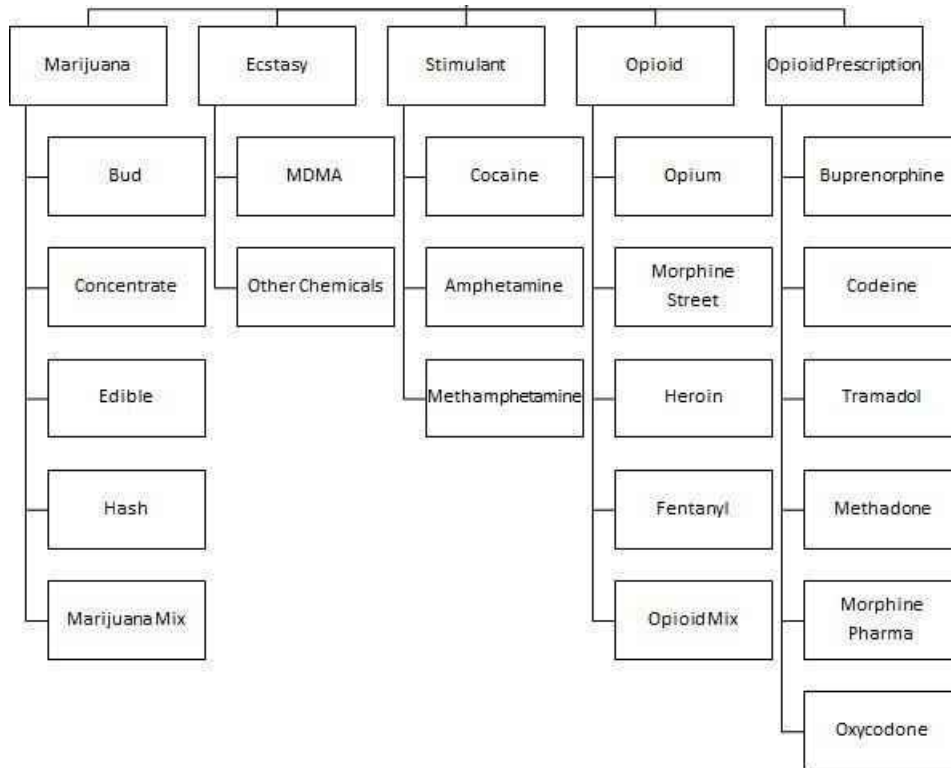 Marijuana
Ecstasy
Stimulant
Opioid
Opioid Prescription
Bud
MDMA
Cocaine
Opium
Buprenorphine
Concentrate
Other Chemicals
Amphetamine
Morphine
Street
Codeine
Edible
Methamphetamine
Heroin
Tramadol
Hash
Fentanyl
Methadone
Marijuana Mix
Opioid Mix
Morphine
Pharma
Oxycodone